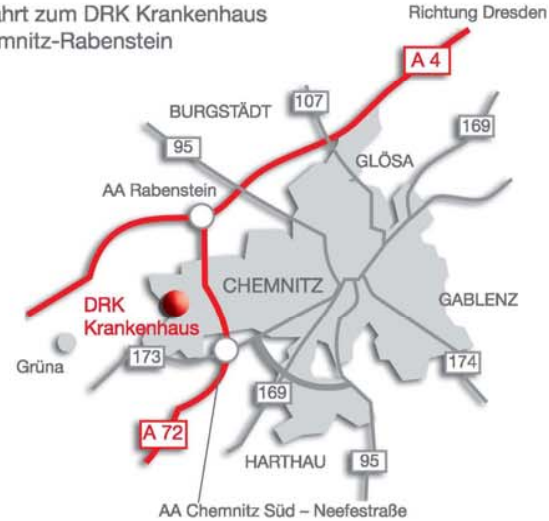 ahrt zum DRK Krankenhaus
mnitz-Rabenstein
Richtung Dresden
A 4
107
BURGSTÄDT
169
95
GLÖSA
AA Rabenstein
CHEMNITZ
DRK
Krankenhaus
GABLENZ
Grüna
173
174
169
A 72
HARTHAU
95
AA Chemnitz Süd – Neefestraße